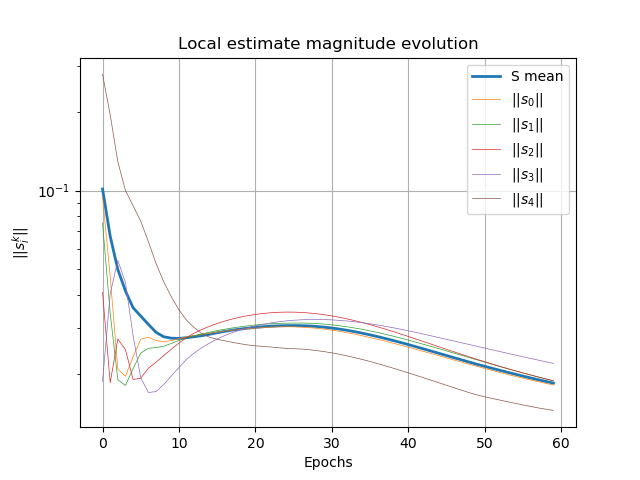 Local estimate magnitude evolution
S mean
||s₀||
||s₁||
||s₂||
||s₃||
||s₄||
10⁻¹
||sᵢᵏ||
0 10 20 30 40 50 60
Epochs